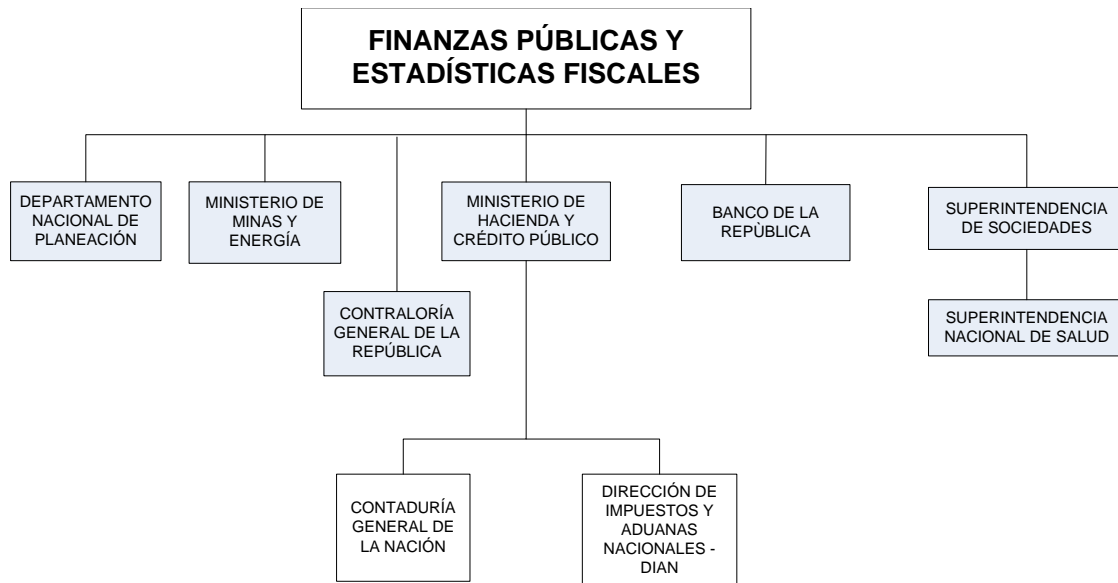 FINANZAS PÚBLICAS Y
ESTADÍSTICAS FISCALES
DEPARTAMENTO
NACIONAL DE
PLANEACIÓN
MINISTERIO DE
MINAS Y
ENERGÍA
MINISTERIO DE
HACIENDA Y
CRÉDITO PÚBLICO
BANCO DE LA
REPÙBLICA
SUPERINTENDENCIA
DE SOCIEDADES
CONTRALORÍA
GENERAL DE LA
REPÚBLICA
SUPERINTENDENCIA
NACIONAL DE SALUD
CONTADURÍA
GENERAL DE
LA NACIÓN
DIRECCIÓN DE
IMPUESTOS Y
ADUANAS
NACIONALES -
DIAN